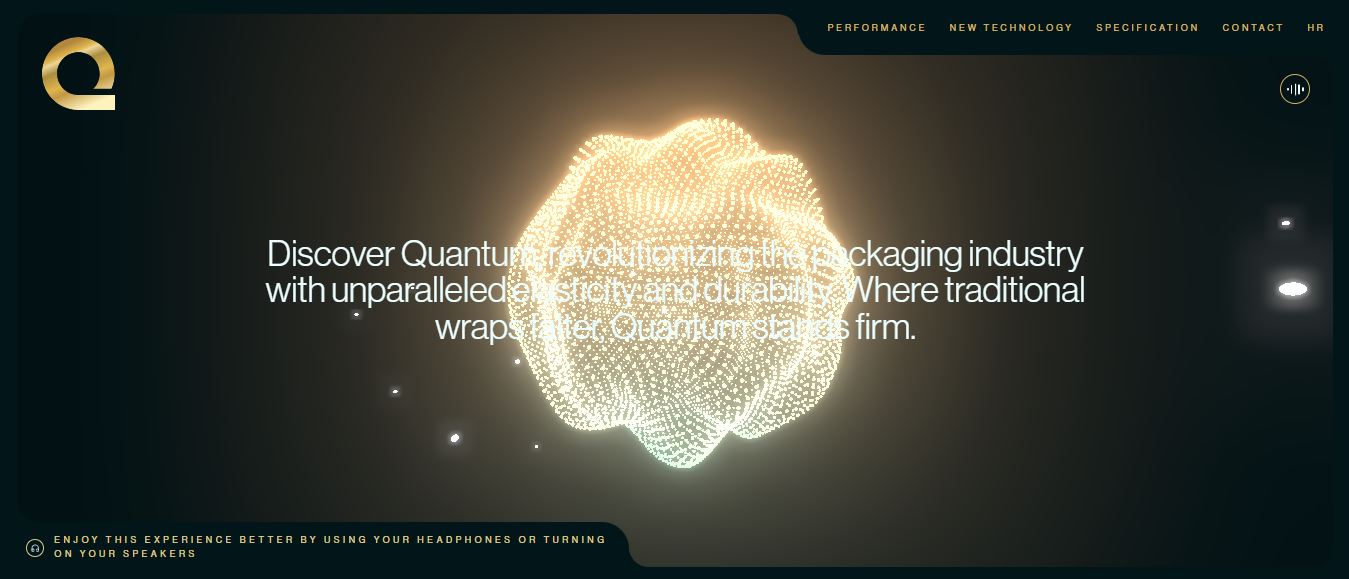 PERFORMANCE NEW TECHNOLOGY SPECIFICATION CONTACT HR
Discover Quantum, revolutionizing the packaging industry
with unparalleled elasticity and durability. Where traditional
wraps falter, Quantum stands firm.
ENJOY THIS EXPERIENCE BETTER BY USING YOUR HEADPHONES OR TURNING
ON YOUR SPEAKERS